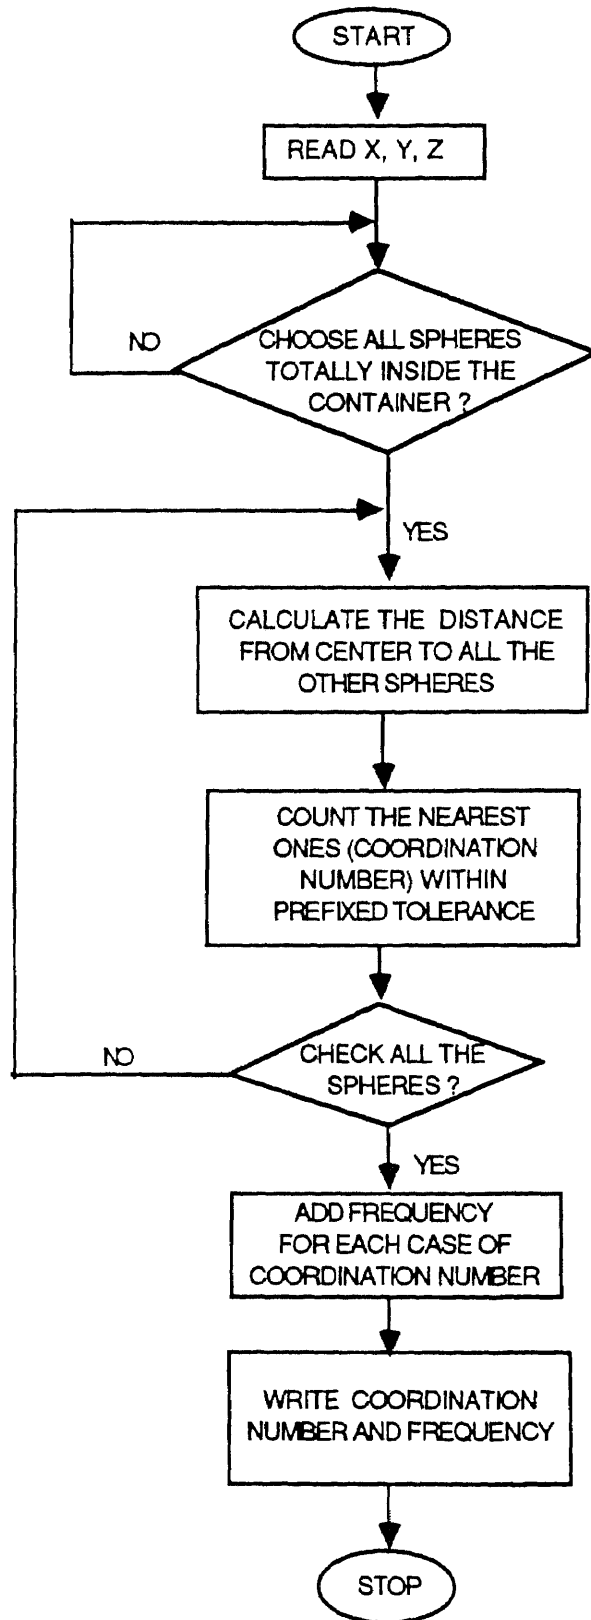 START
READ X, Y, Z
NO
CHOOSE ALL SPHERES
TOTALLY INSIDE THE
CONTAINER ?
YES
CALCULATE THE DISTANCE
FROM CENTER TO ALL THE
OTHER SPHERES
COUNT THE NEAREST
ONES (COORDINATION
NUMBER) WITHIN
PREFIXED TOLERANCE
NO
CHECK ALL THE
SPHERES ?
YES
ADD FREQUENCY
FOR EACH CASE OF
COORDINATION NUMBER
WRITE COORDINATION
NUMBER AND FREQUENCY
STOP